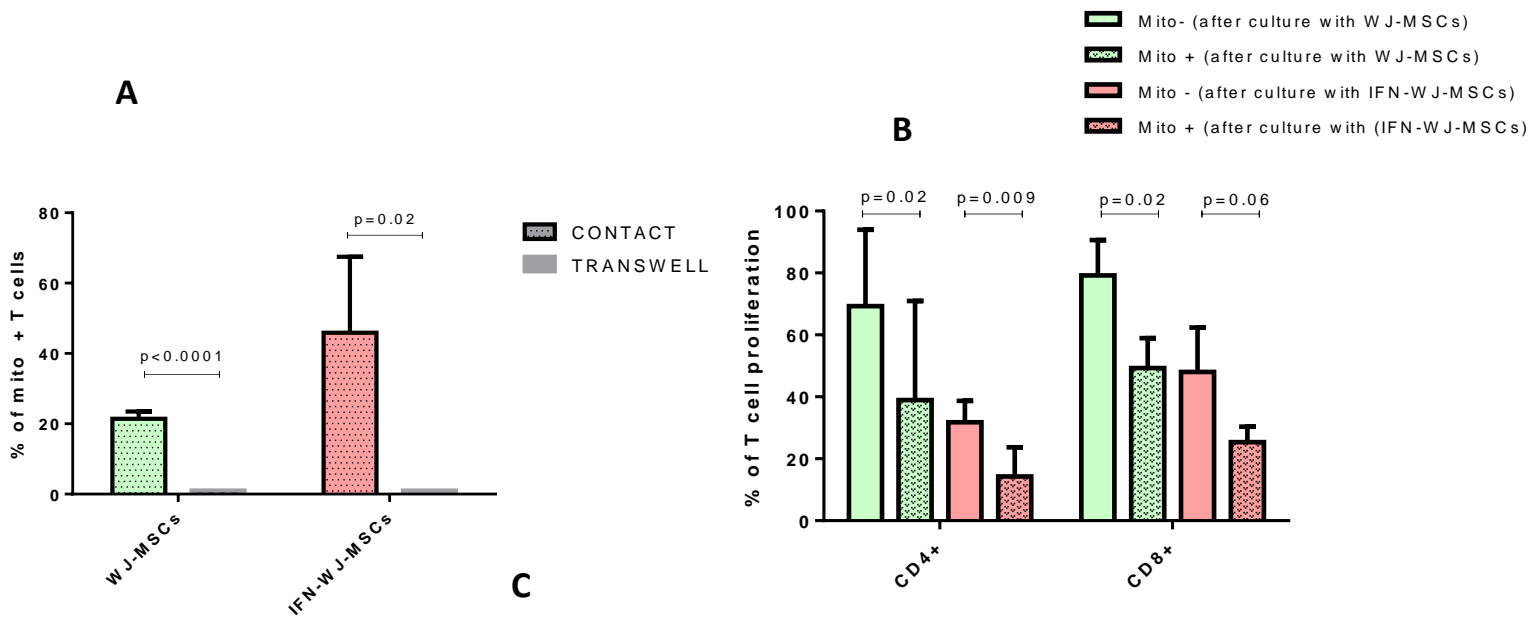 A
% of mito + T cells
80
60
40
20
0
p<0.0001
p=0.02
WJ-MSCs
IFN-WJ-MSCs
CONTACT
TRANSWELL
C
B
Mito- (after culture with WJ-MSCs)
Mito + (after culture with WJ-MSCs)
Mito - (after culture with IFN-WJ-MSCs)
Mito + (after culture with (IFN-WJ-MSCs)
% of T cell proliferation
100
80
60
40
20
0
p=0.02
p=0.009
p=0.02
p=0.06
CD4+
CD8+